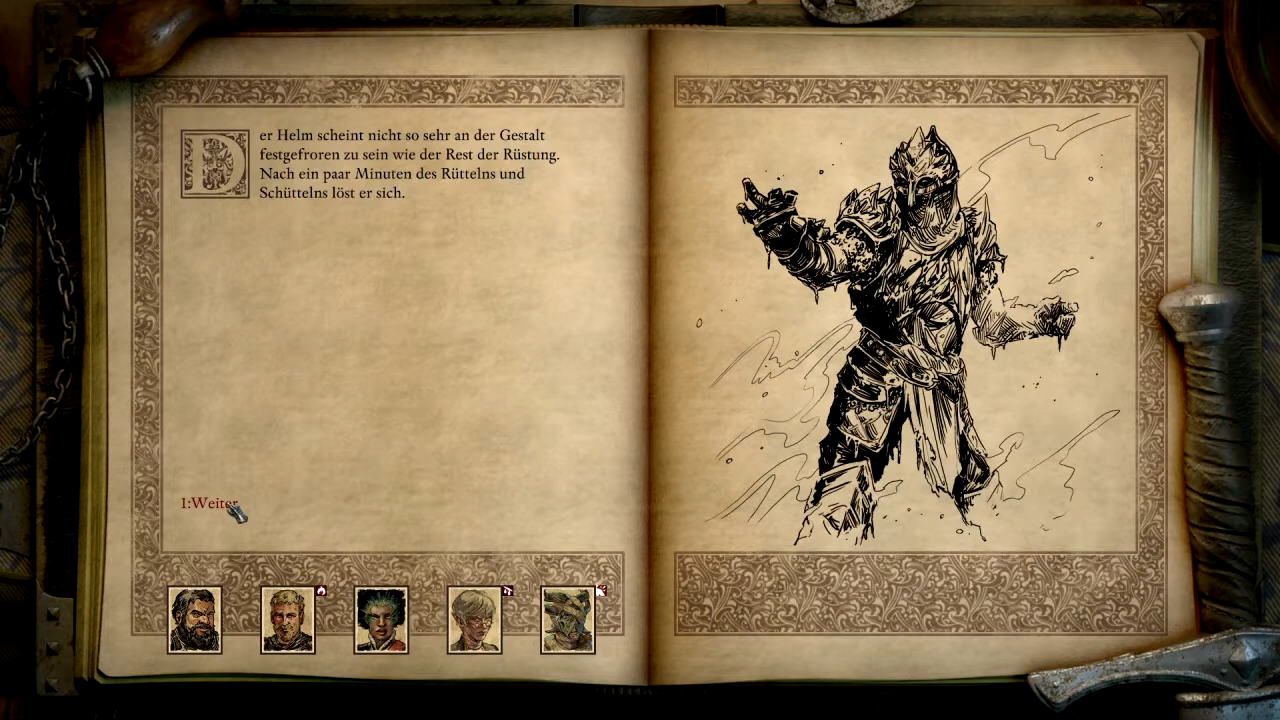 Der Helm scheint nicht so sehr an der Gestalt
festgefroren zu sein wie der Rest der Rüstung.
Nach ein paar Minuten des Rüttelns und
Schüttelns löst er sich.
1:Weiter